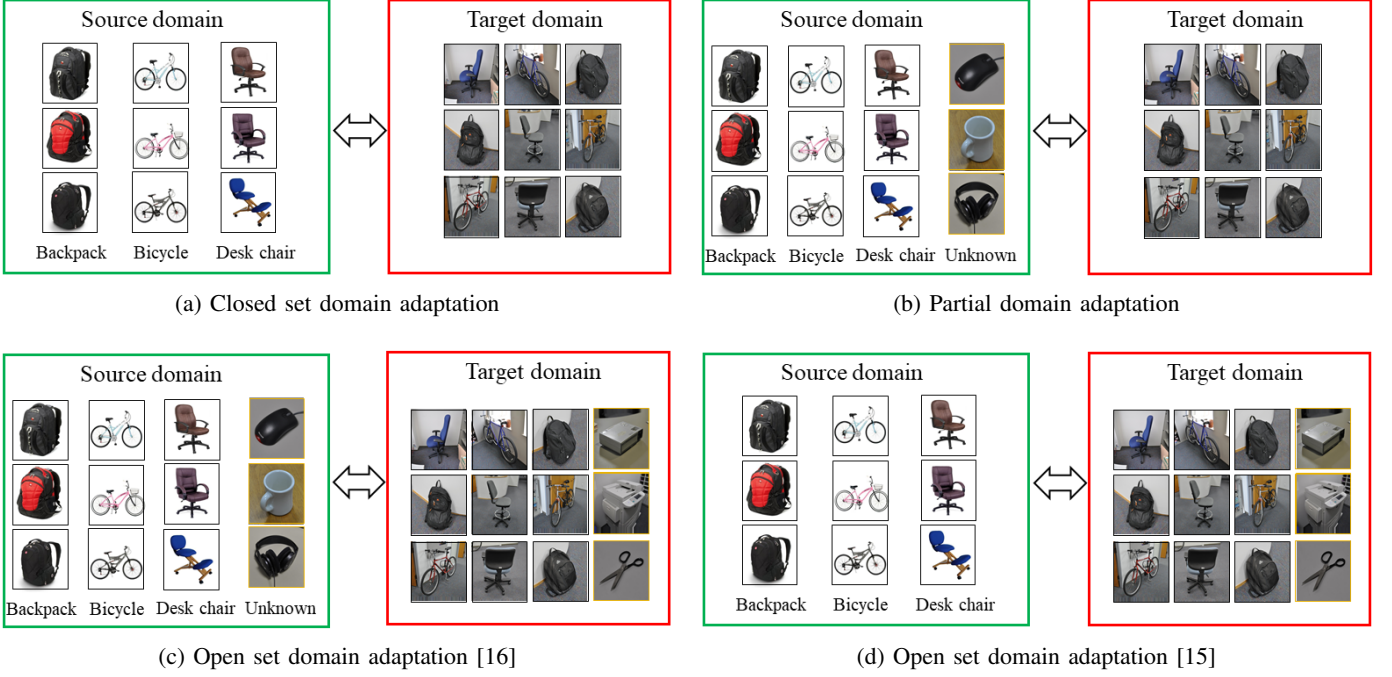 Source domain
Target domain
Backpack Bicycle Desk chair
(a) Closed set domain adaptation
Source domain
Target domain
Backpack Bicycle Desk chair Unknown
(b) Partial domain adaptation
Source domain
Target domain
Backpack Bicycle Desk chair Unknown
(c) Open set domain adaptation [16]
Source domain
Target domain
Backpack Bicycle Desk chair
(d) Open set domain adaptation [15]